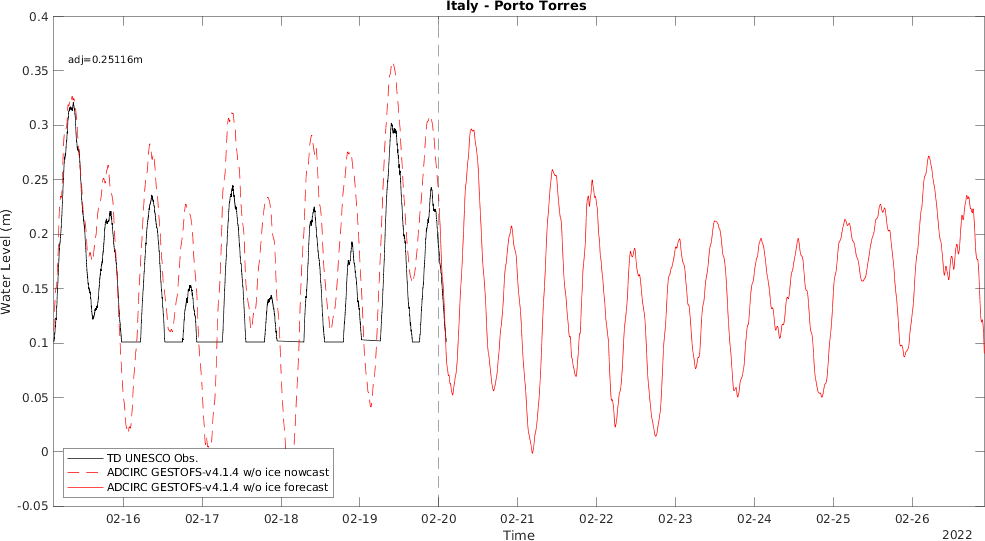 Italy - Porto Torres
adj=0.25116m
Water Level (m)
0.4
0.35
0.3
0.25
0.2
0.15
0.1
0.05
0
-0.05
TD UNESCO Obs.
ADCIRC GESTOFS-v4.1.4 w/o ice nowcast
ADCIRC GESTOFS-v4.1.4 w/o ice forecast
02-16 02-17 02-18 02-19 02-20 02-21 02-22 02-23 02-24 02-25 02-26
Time
2022